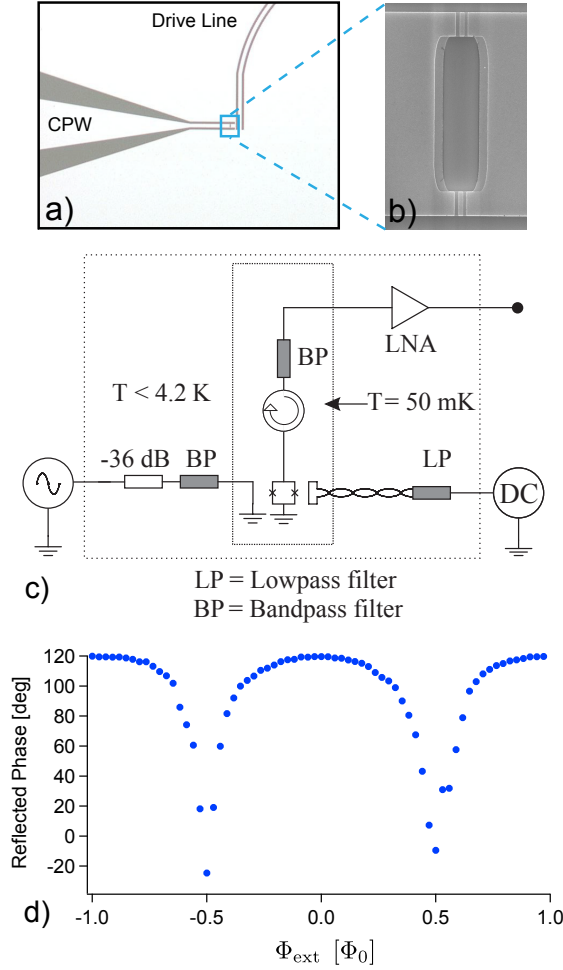 Drive Line
CPW
a)
b)
BP
LNA
T < 4.2 K
T = 50 mK
-36 dB
BP
LP
DC
c)
LP = Lowpass filter
BP = Bandpass filter
Reflected Phase [deg]
120
100
80
60
40
20
0
-20
d)
-1.0
-0.5
0.0
0.5
1.0
Φext [Φ0]